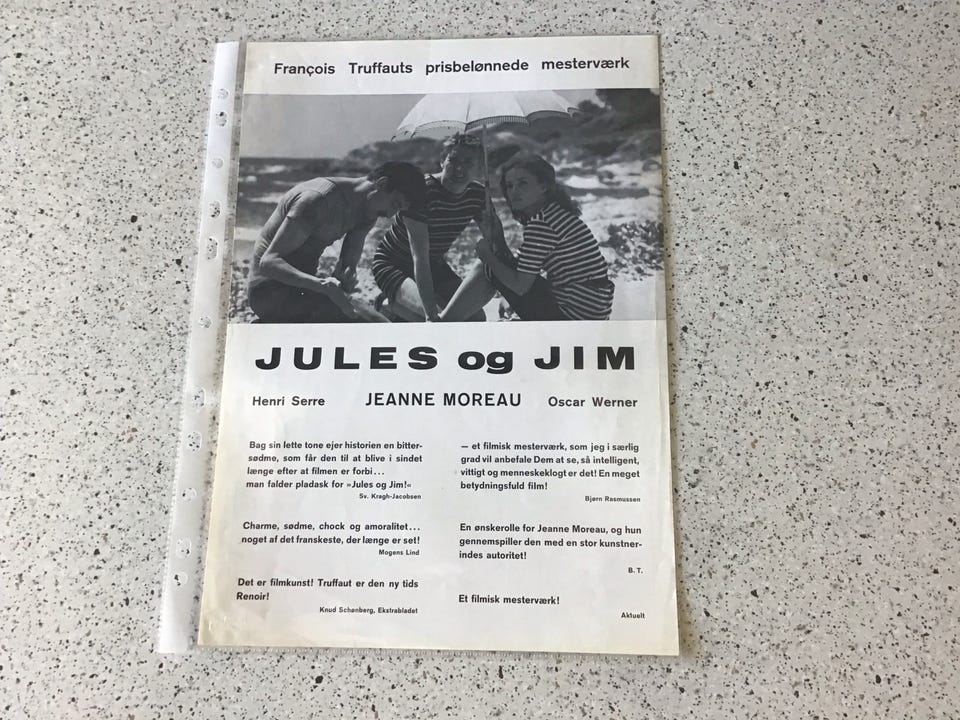 François Truffauts prisbelønnede mesterværk
JULES og JIM
Henri Serre JEANNE MOREAU Oscar Werner
Bag sin lette tone ejer historien en bitter-
sødme, som får den til at blive i sindet
længe efter at filmen er forbi...
man falder pladask for »Jules og Jim!«
Sv. Kragh-Jacobsen
Charme, sødme, chock og amoralitet...
noget af det franskeste, der længe er set!
Mogens Lind
Det er filmkunst! Truffaut er den ny tids
Renoir!
Knud Schønberg, Ekstrabladet
— et filmisk mesterværk, som jeg i særlig
grad vil anbefale Dem at se, så intelligent,
vittigt og menneskeklogt er det! En meget
betydningsfuld film!
Bjørn Rasmussen
En ønskerolle for Jeanne Moreau, og hun
gennemspiller den med en stor kunstner-
indes autoritet!
B. T.
Et filmisk mesterværk!
Aktuelt